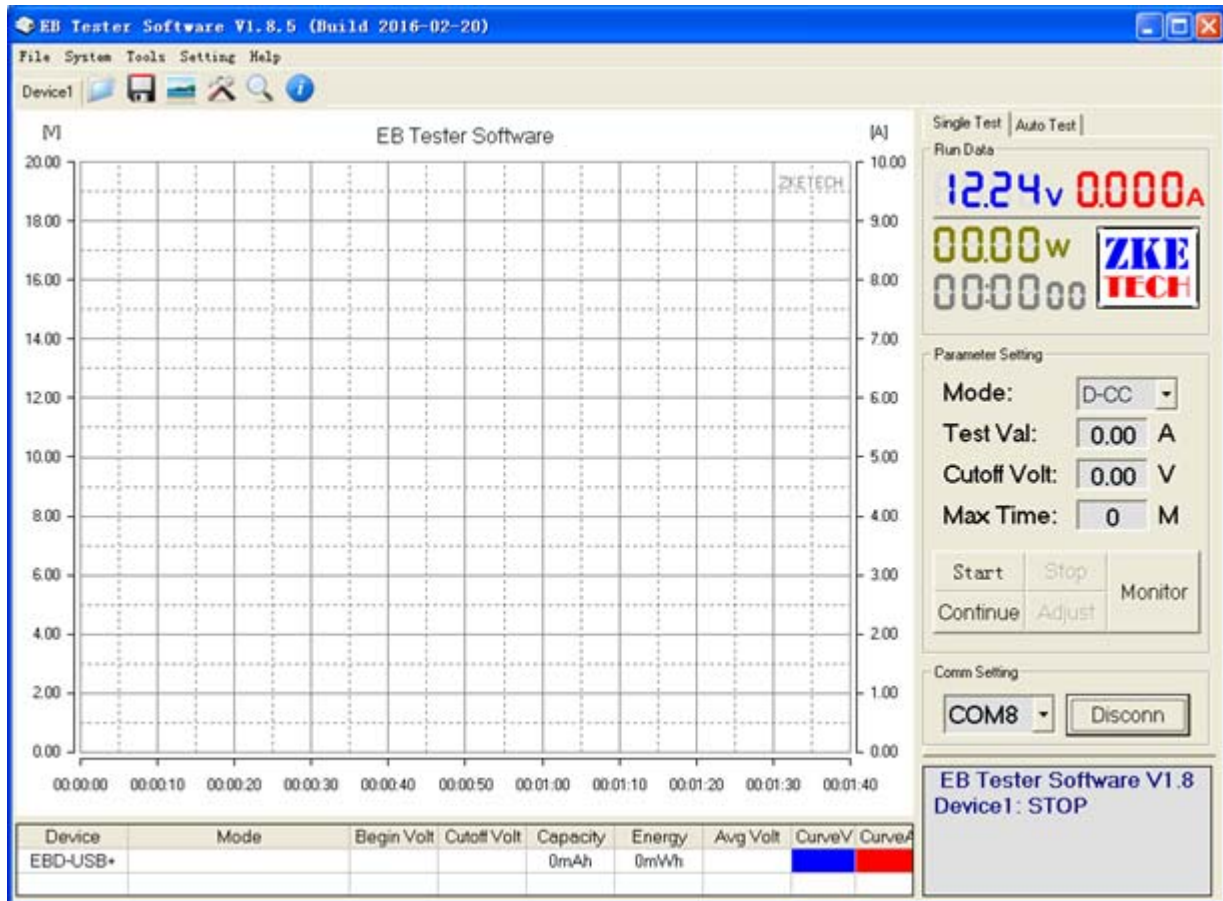 EB Tester Software V1.8.5 (Build 2016-02-20)
File System Tools Setting Help
Device1
[V] EB Tester Software [A]
ZKETECH
20.00 10.00
18.00 9.00
16.00 8.00
14.00 7.00
12.00 6.00
10.00 5.00
8.00 4.00
6.00 3.00
4.00 2.00
2.00 1.00
0.00 0.00
00:00:00 00:00:10 00:00:20 00:00:30 00:00:40 00:00:50 00:01:00 00:01:10 00:01:20 00:01:30 00:01:40
Device Mode Begin Volt Cutoff Volt Capacity Energy Avg Volt CurveV CurveA
EBD-USB+ 0mAh 0mWh
Single Test Auto Test
Run Data
12.24V 0.000A
00.00W
00:00 00
ZKE
TECH
Parameter Setting
Mode: D-CC
Test Val: 0.00 A
Cutoff Volt: 0.00 V
Max Time: 0 M
Start Stop Monitor
Continue Adjust
Comm Setting
COM8 Disconn
EB Tester Software V1.8
Device1: STOP